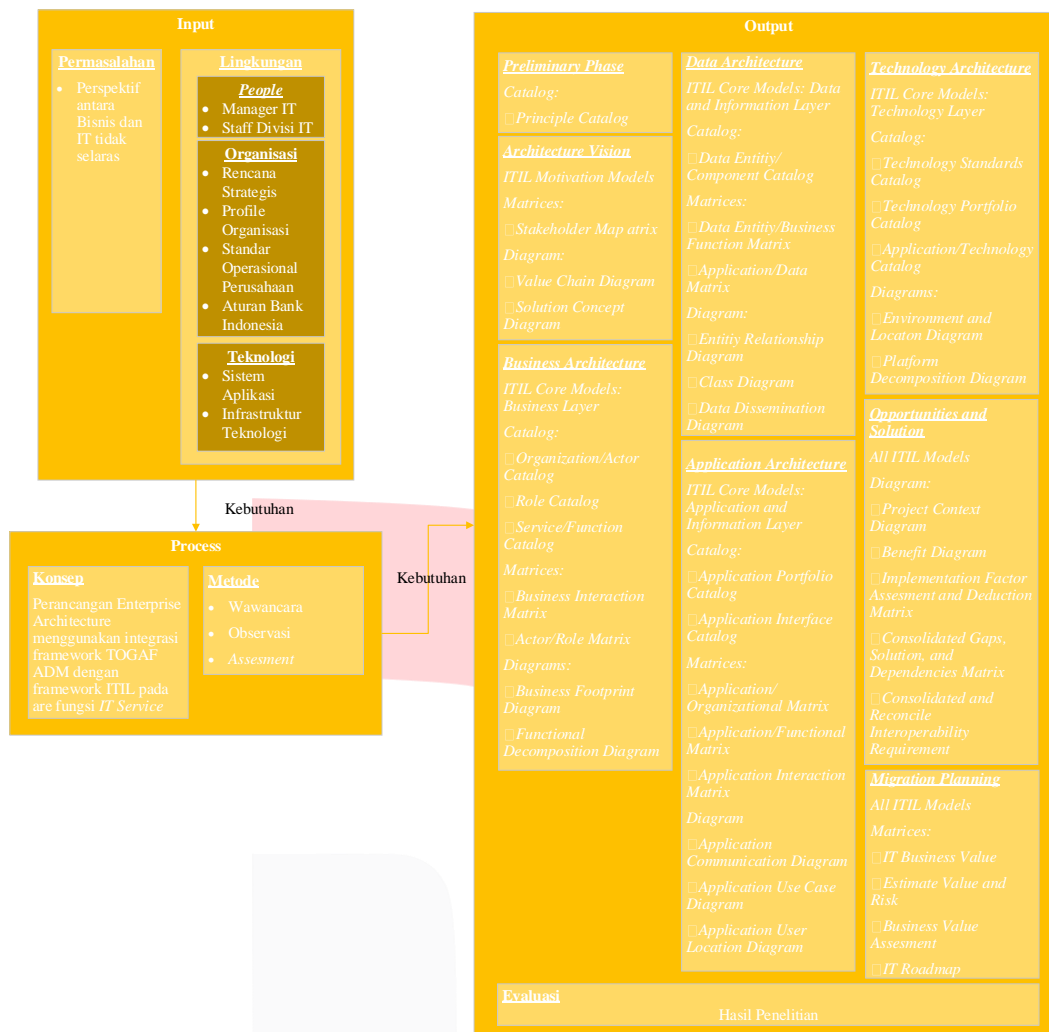 Input
Permasalahan
• Perspektif
antara
Bisnis dan
IT tidak
selaras
Lingkungan
People
• Manager IT
• Staff Divisi IT
Organisasi
• Rencana
Strategis
• Profile
Organisasi
• Standar
Operasional
Perusahaan
• Aturan Bank
Indonesia
Teknologi
• Sistem
Aplikasi
• Infrastruktur
Teknologi
Kebutuhan
Process
Konsep
Perancangan Enterprise
Architecture
menggunakan integrasi
framework TOGAF
ADM dengan
framework ITIL pada
are fungsi IT Service
Metode
• Wawancara
• Observasi
• Assesment
Kebutuhan
Output
Preliminary Phase
Catalog:
Principle Catalog
Architecture Vision
ITIL Motivation Models
Matrices:
Stakeholder Map atrix
Diagram:
Value Chain Diagram
Solution Concept
Diagram
Business Architecture
ITIL Core Models:
Business Layer
Catalog:
Organization/Actor
Catalog
Role Catalog
Service/Function
Catalog
Matrices:
Business Interaction
Matrix
Actor/Role Matrix
Diagrams:
Business Footprint
Diagram
Functional
Decomposition Diagram
Data Architecture
ITIL Core Models: Data
and Information Layer
Catalog:
Data Entitiy/
Component Catalog
Matrices:
Data Entitiy/Business
Function Matrix
Application/Data
Matrix
Diagram:
Entitiy Relationship
Diagram
Class Diagram
Data Dissemination
Diagram
Application Architecture
ITIL Core Models:
Application and
Information Layer
Catalog:
Application Portfolio
Catalog
Application Interface
Catalog
Matrices:
Application/
Organizational Matrix
Application/Functional
Matrix
Application Interaction
Matrix
Diagram
Application
Communication Diagram
Application Use Case
Diagram
Application User
Location Diagram
Technology Architecture
ITIL Core Models:
Technology Layer
Catalog:
Technology Standards
Catalog
Technology Portfolio
Catalog
Application/Technology
Catalog
Diagrams:
Environment and
Locaton Diagram
Platform
Decomposition Diagram
Opportunities and
Solution
All ITIL Models
Diagram:
Project Context
Diagram
Benefit Diagram
Implementation Factor
Assesment and Deduction
Matrix
Consolidated Gaps,
Solution, and
Dependencies Matrix
Consolidated and
Reconcile
Interoperability
Requirement
Migration Planning
All ITIL Models
Matrices:
IT Business Value
Estimate Value and
Risk
Business Value
Assesment
IT Roadmap
Evaluasi
Hasil Penelitian